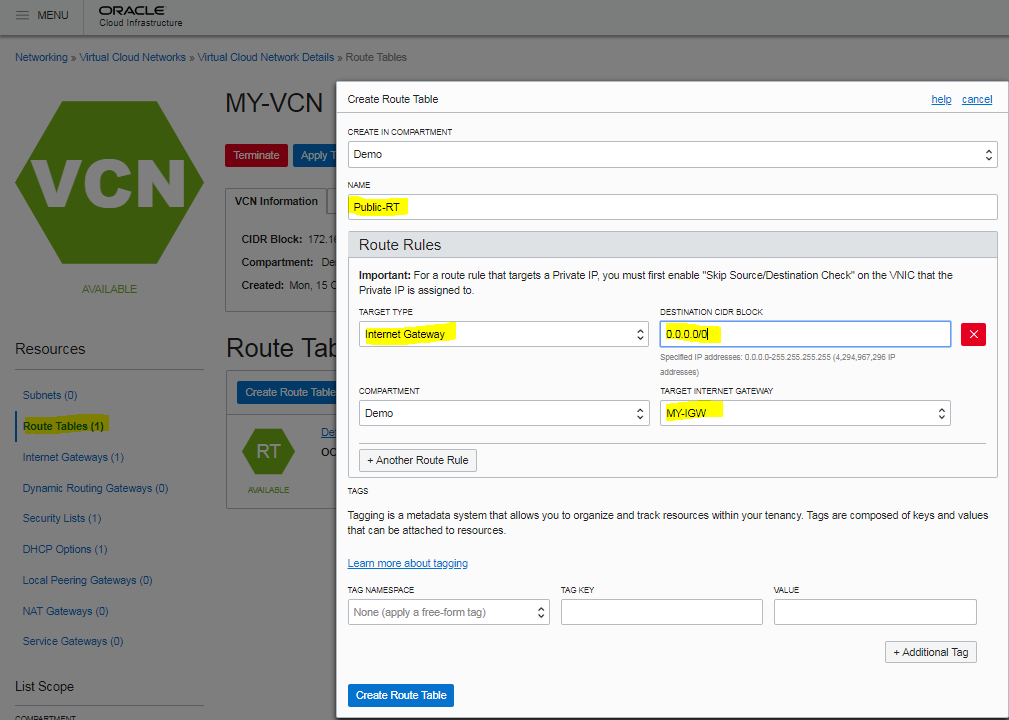 MENU
ORACLE
Cloud Infrastructure
Networking » Virtual Cloud Networks » Virtual Cloud Network Details » Route Tables
VCN
AVAILABLE
MY-VCN
Terminate
Apply T
VCN Information
CIDR Block: 172.16
Compartment: De
Created: Mon, 15 O
Resources
Subnets (0)
Route Tables (1)
Internet Gateways (1)
Dynamic Routing Gateways (0)
Security Lists (1)
DHCP Options (1)
Local Peering Gateways (0)
NAT Gateways (0)
Service Gateways (0)
List Scope
COMPARTMENT
Route Tab
Create Route Table
RT
AVAILABLE
De
OC
Create Route Table
help cancel
CREATE IN COMPARTMENT
Demo
NAME
Public-RT
Route Rules
Important: For a route rule that targets a Private IP, you must first enable "Skip Source/Destination Check" on the VNIC that the
Private IP is assigned to.
TARGET TYPE
Internet Gateway
DESTINATION CIDR BLOCK
0.0.0.0/0
Specified IP addresses: 0.0.0.0-255.255.255.255 (4,294,967,296 IP
addresses)
COMPARTMENT
Demo
TARGET INTERNET GATEWAY
MY-IGW
+ Another Route Rule
TAGS
Tagging is a metadata system that allows you to organize and track resources within your tenancy. Tags are composed of keys and values
that can be attached to resources.
Learn more about tagging
TAG NAMESPACE
None (apply a free-form tag)
TAG KEY
VALUE
+ Additional Tag
Create Route Table